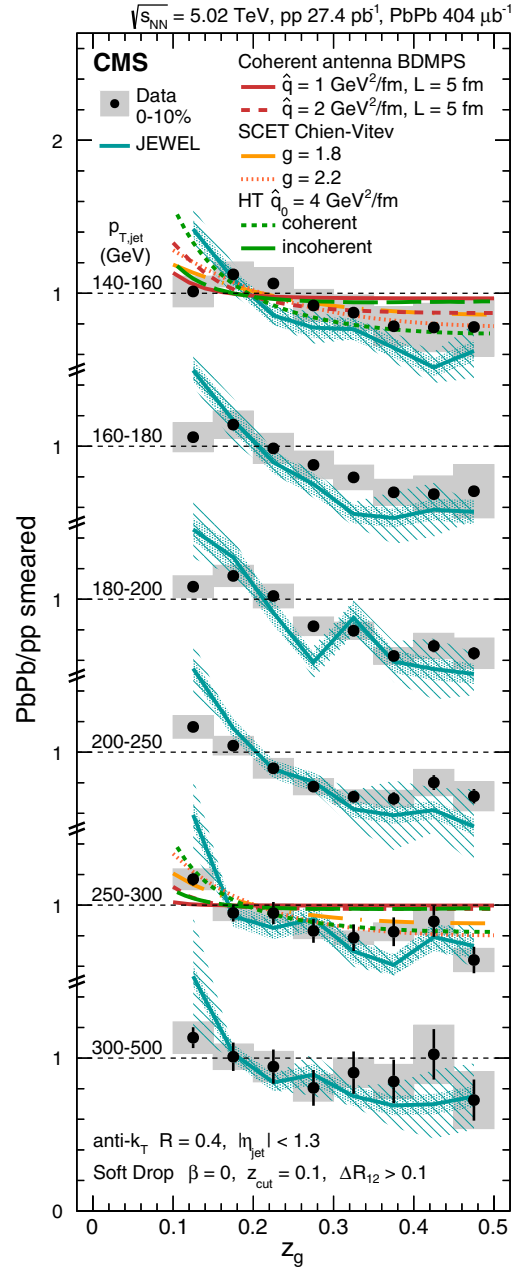 √s_NN = 5.02 TeV, pp 27.4 pb⁻¹, PbPb 404 μb⁻¹
CMS
Data
0-10%
JEWEL
Coherent antenna BDMPS
q̂ = 1 GeV²/fm, L = 5 fm
q̂ = 2 GeV²/fm, L = 5 fm
SCET Chien-Vitev
g = 1.8
g = 2.2
HT q̂₀ = 4 GeV²/fm
coherent
incoherent
2
p_T,jet
(GeV)
140-160
1
160-180
1
180-200
1
200-250
1
250-300
1
300-500
1
anti-k_T R = 0.4, |η_jet| < 1.3
Soft Drop β = 0, z_cut = 0.1, ΔR₁₂ > 0.1
0
0 0.1 0.2 0.3 0.4 0.5
z_g
PbPb/pp smeared